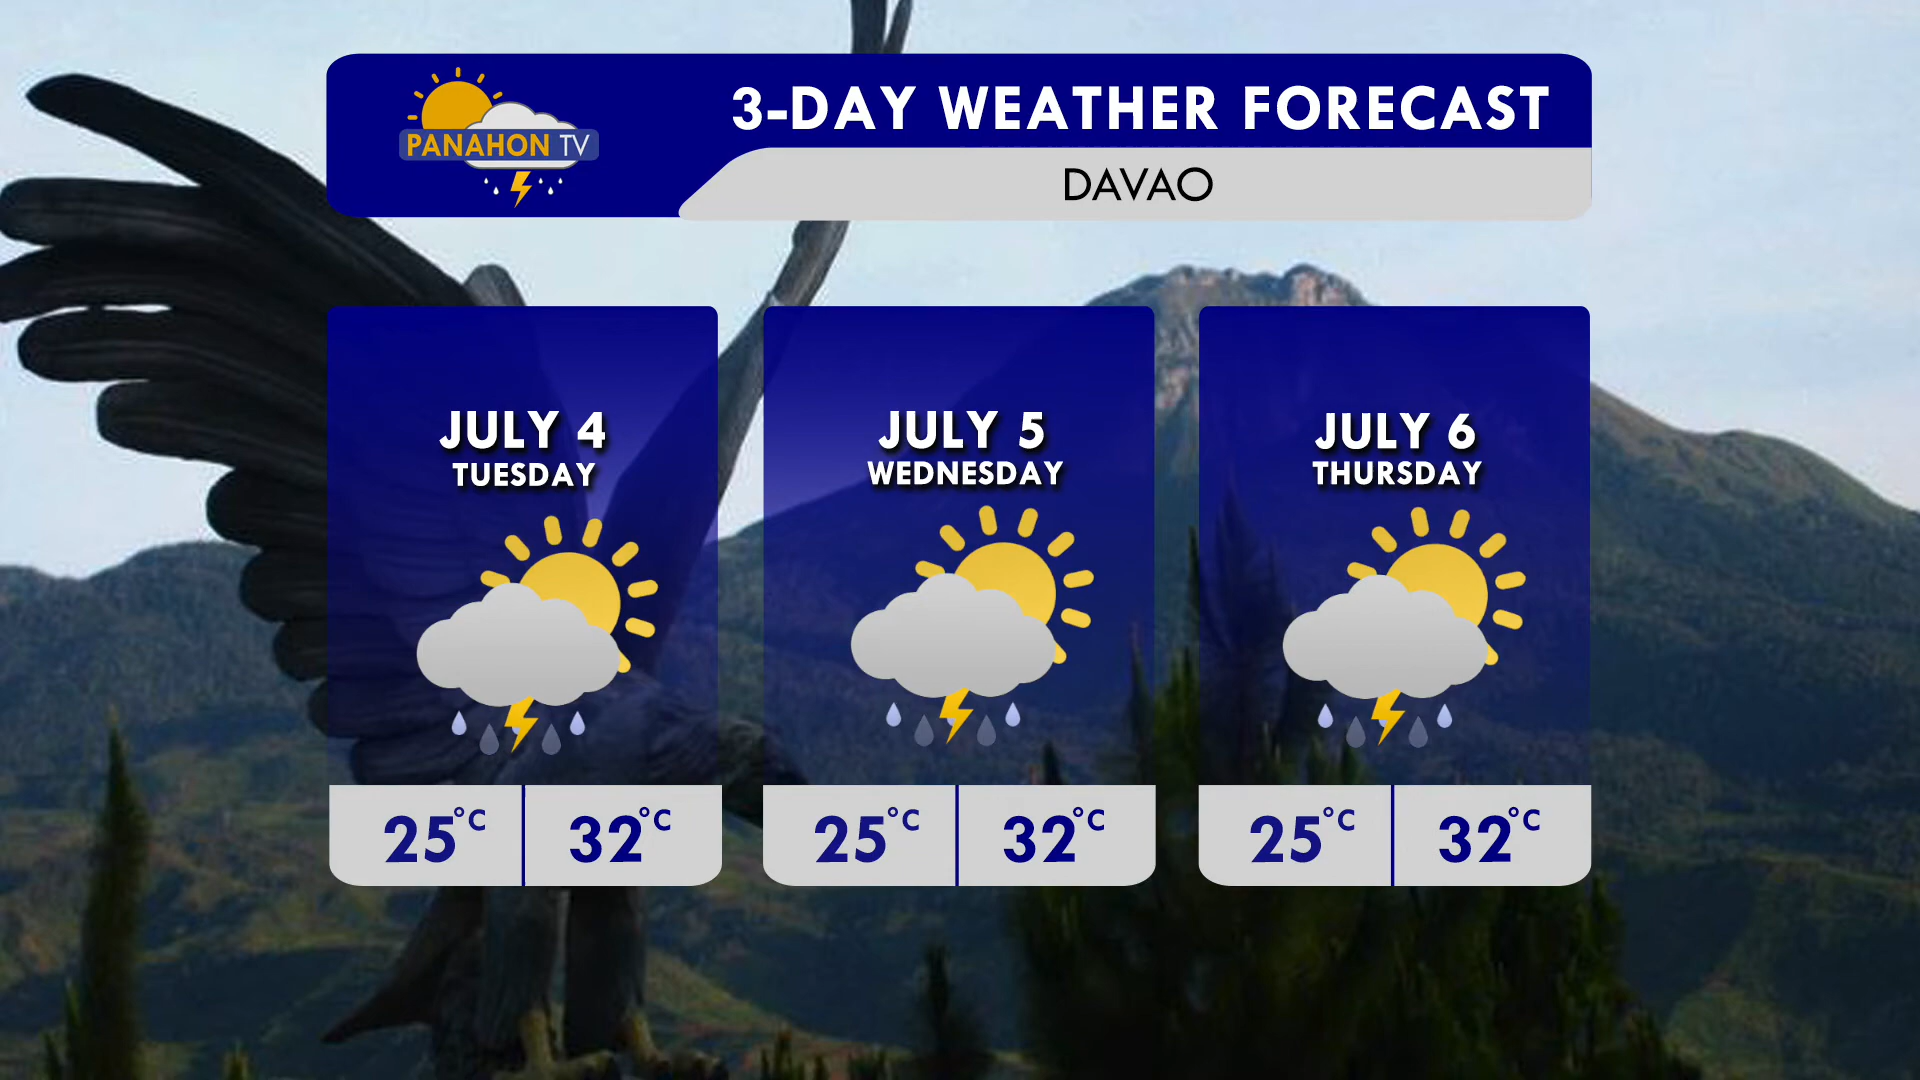 PANAHON TV
3-DAY WEATHER FORECAST
DAVAO
JULY 4
TUESDAY
25°C
32°C
JULY 5
WEDNESDAY
25°C
32°C
JULY 6
THURSDAY
25°C
32°C